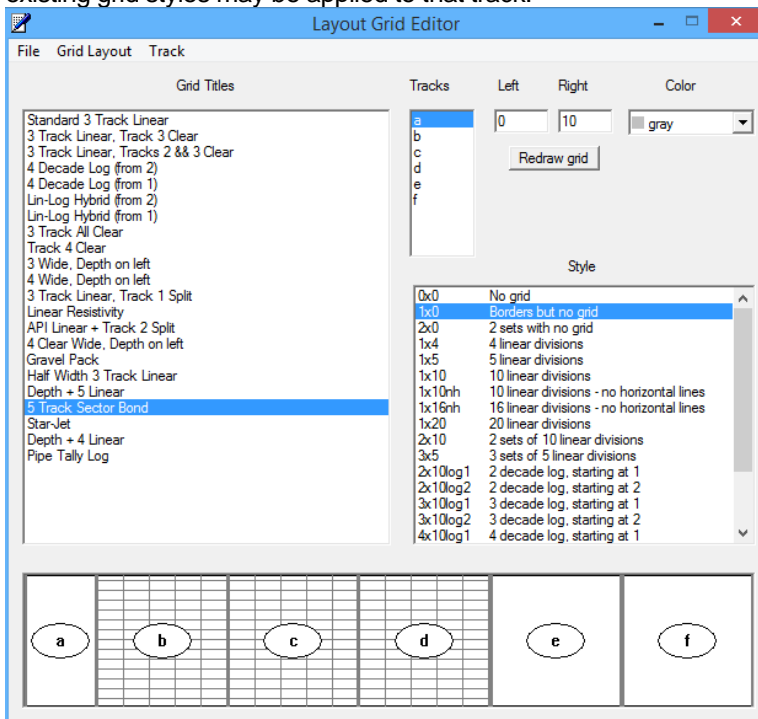 existing grid styles may be applied to that track.
Layout Grid Editor
File Grid Layout Track
Grid Titles
Standard 3 Track Linear
3 Track Linear, Track 3 Clear
3 Track Linear, Tracks 2 && 3 Clear
4 Decade Log (from 2)
4 Decade Log (from 1)
Lin-Log Hybrid (from 2)
Lin-Log Hybrid (from 1)
3 Track All Clear
Track 4 Clear
3 Wide, Depth on left
4 Wide, Depth on left
3 Track Linear, Track 1 Split
Linear Resistivity
API Linear + Track 2 Split
4 Clear Wide, Depth on left
Gravel Pack
Half Width 3 Track Linear
Depth + 5 Linear
5 Track Sector Bond
Star-Jet
Depth + 4 Linear
Pipe Tally Log
Tracks Left Right Color
a
b
c
d
e
f
0 10 gray
Redraw grid
Style
0x0 No grid
1x0 Borders but no grid
2x0 2 sets with no grid
1x4 4 linear divisions
1x5 5 linear divisions
1x10 10 linear divisions
1x10nh 10 linear divisions - no horizontal lines
1x16nh 16 linear divisions - no horizontal lines
1x20 20 linear divisions
2x10 2 sets of 10 linear divisions
3x5 3 sets of 5 linear divisions
2x10log1 2 decade log, starting at 1
2x10log2 2 decade log, starting at 2
3x10log1 3 decade log, starting at 1
3x10log2 3 decade log, starting at 2
4x10log1 4 decade log, starting at 1
a b c d e f